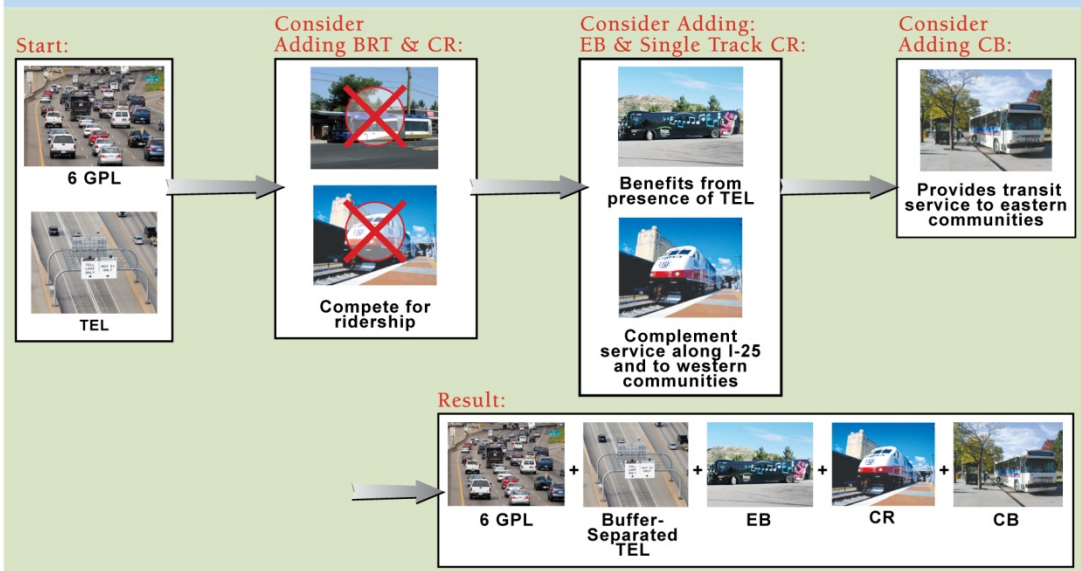 Start:
6 GPL
TEL
Consider
Adding BRT & CR:
Compete for
ridership
Consider Adding:
EB & Single Track CR:
Benefits from
presence of TEL
Complement
service along I-25
and to western
communities
Consider
Adding CB:
Provides transit
service to eastern
communities
Result:
6 GPL
+
Buffer-
Separated
TEL
+
EB
+
CR
+
CB